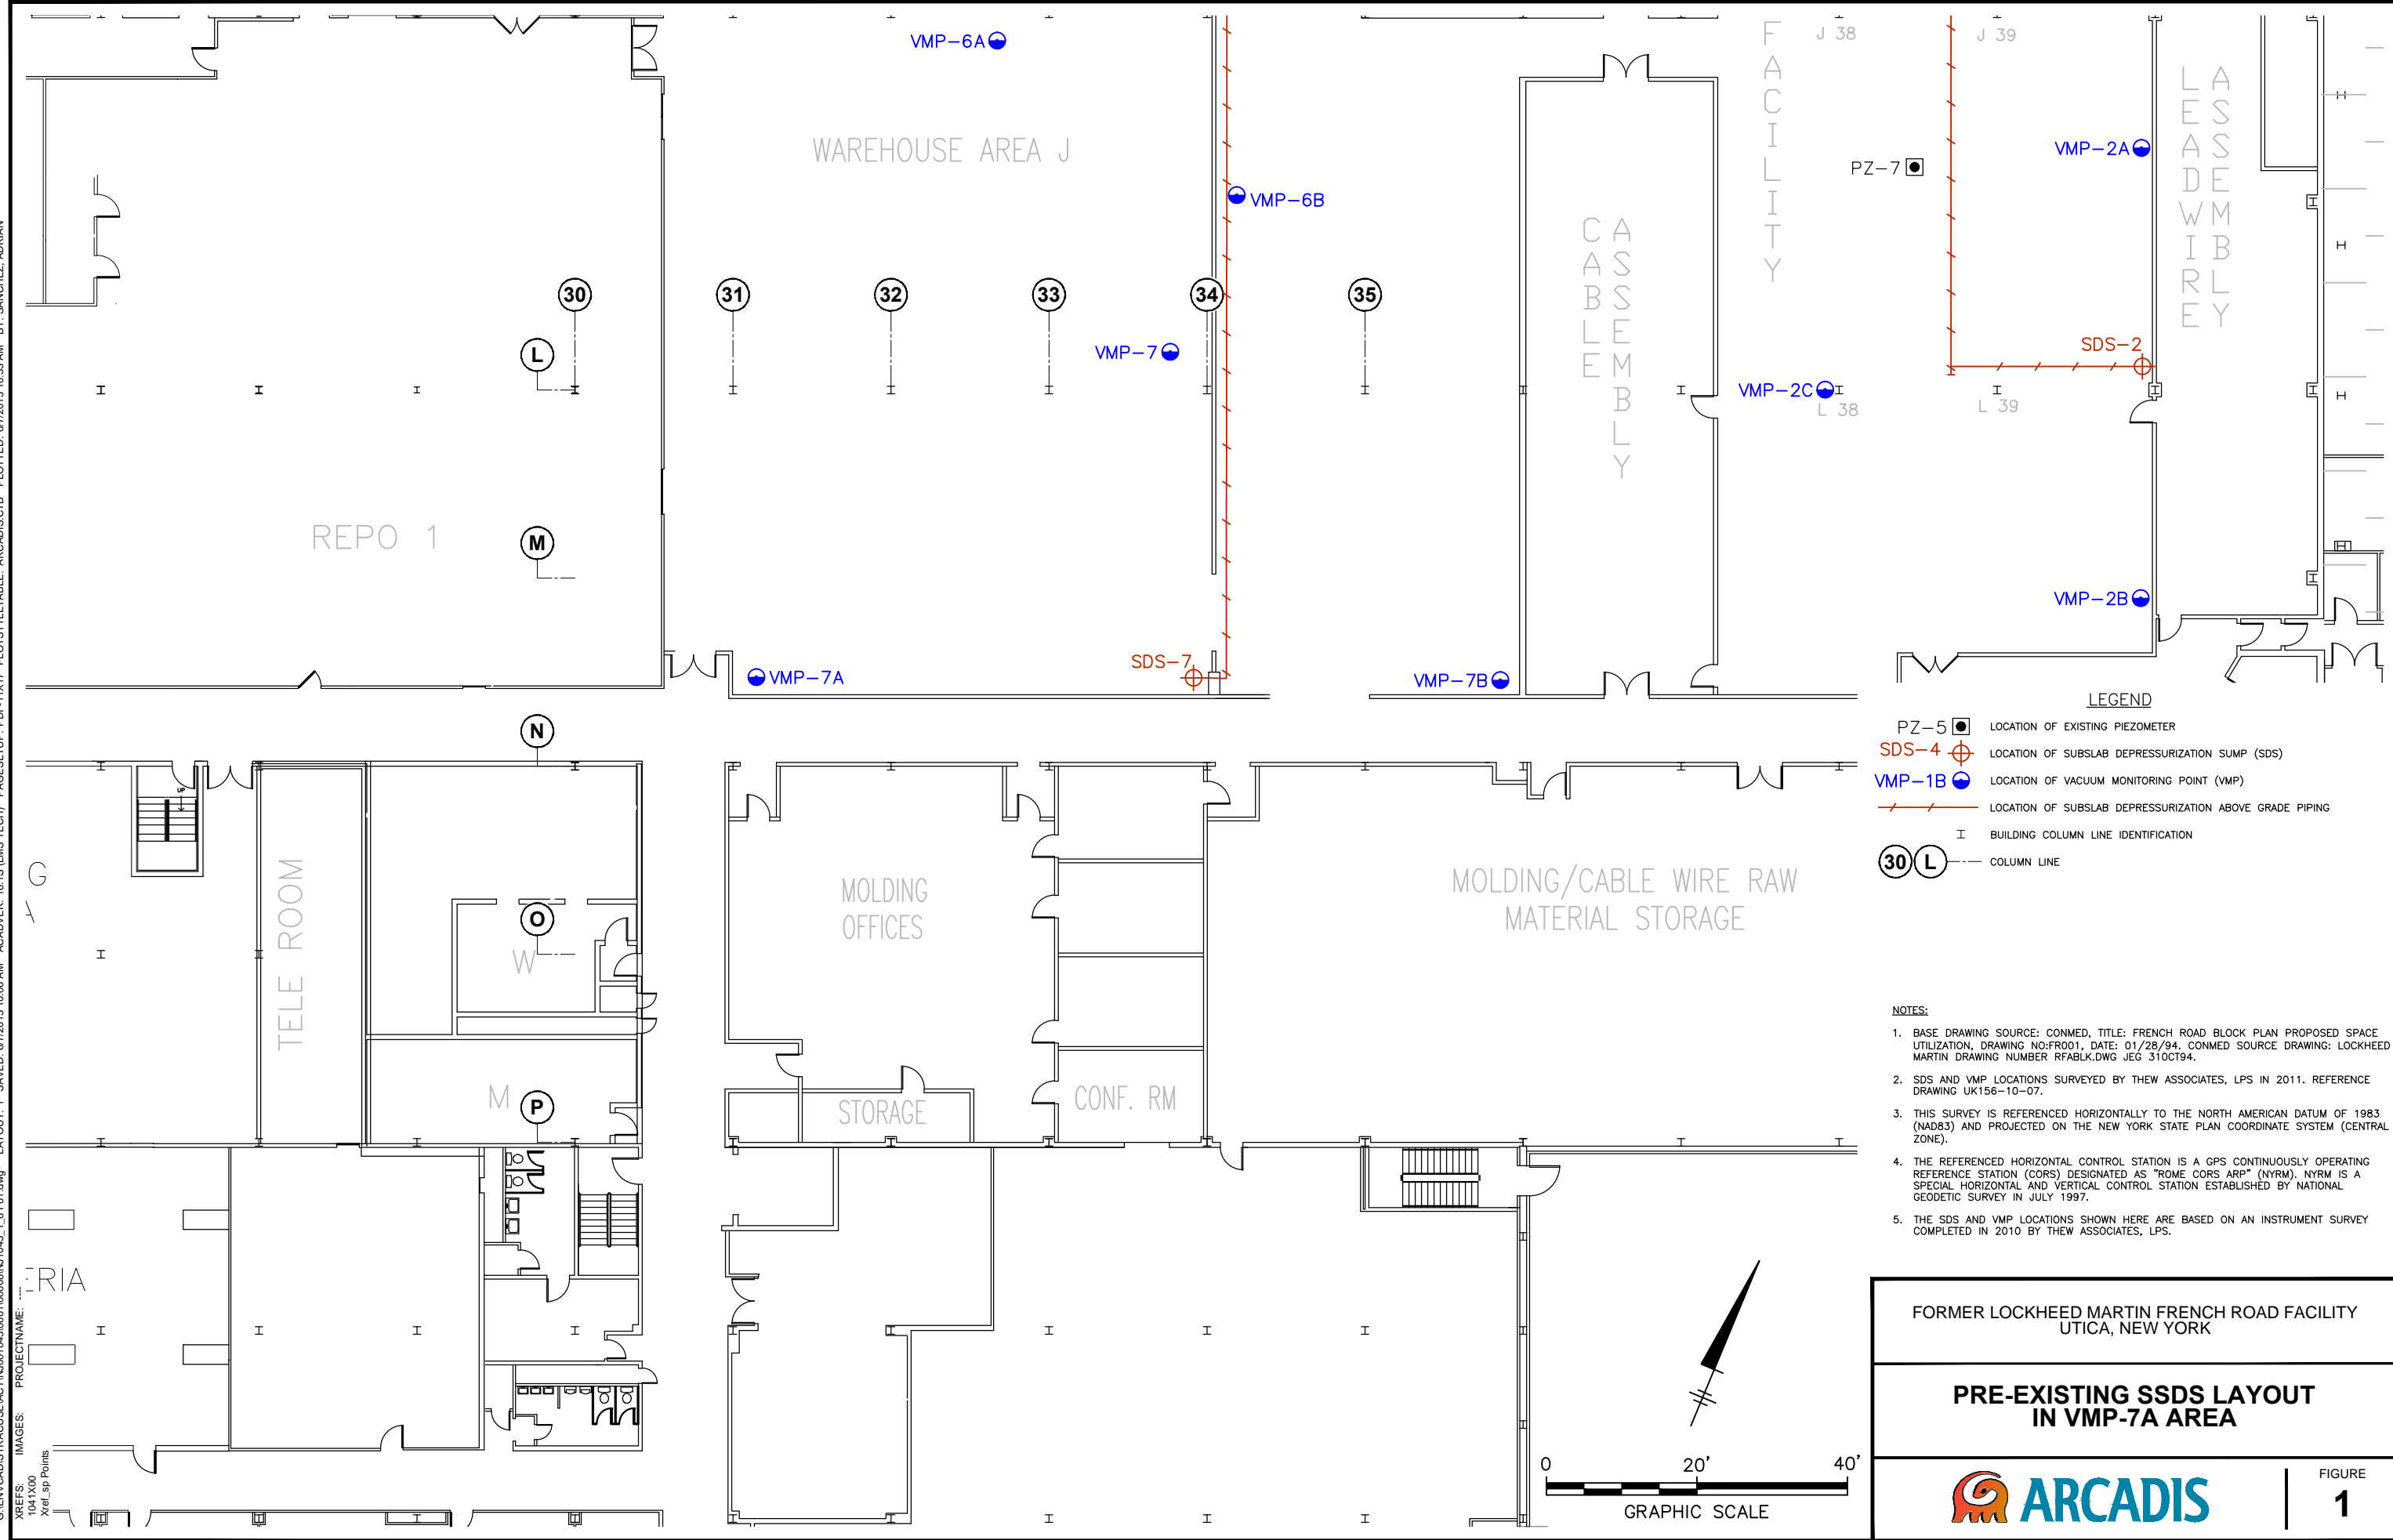 VMP-6A
J 38
J 39
FACILITY
LEADWIRE
ASSEMBLY
WAREHOUSE AREA J
VMP-2A
PZ-7
VMP-6B
CABLE
ASSEMBLY
30
31
32
33
34
35
L
VMP-7
SDS-2
VMP-2C
L 38
L 39
REPO 1
M
VMP-2B
SDS-7
VMP-7A
VMP-7B
N
UP
G
A
TELE ROOM
MOLDING
OFFICES
MOLDING/CABLE WIRE RAW
MATERIAL STORAGE
O
W
M
P
STORAGE
CONF. RM
ERIA
LEGEND
PZ-5 LOCATION OF EXISTING PIEZOMETER
SDS-4 LOCATION OF SUBSLAB DEPRESSURIZATION SUMP (SDS)
VMP-1B LOCATION OF VACUUM MONITORING POINT (VMP)
LOCATION OF SUBSLAB DEPRESSURIZATION ABOVE GRADE PIPING
BUILDING COLUMN LINE IDENTIFICATION
30 L COLUMN LINE
NOTES:
1. BASE DRAWING SOURCE: CONMED, TITLE: FRENCH ROAD BLOCK PLAN PROPOSED SPACE
UTILIZATION, DRAWING NO:FR001, DATE: 01/28/94. CONMED SOURCE DRAWING: LOCKHEED
MARTIN DRAWING NUMBER RFABLK.DWG JEG 31OCT94.
2. SDS AND VMP LOCATIONS SURVEYED BY THEW ASSOCIATES, LPS IN 2011. REFERENCE
DRAWING UK156-10-07.
3. THIS SURVEY IS REFERENCED HORIZONTALLY TO THE NORTH AMERICAN DATUM OF 1983
(NAD83) AND PROJECTED ON THE NEW YORK STATE PLAN COORDINATE SYSTEM (CENTRAL
ZONE).
4. THE REFERENCED HORIZONTAL CONTROL STATION IS A GPS CONTINUOUSLY OPERATING
REFERENCE STATION (CORS) DESIGNATED AS "ROME CORS ARP" (NYRM). NYRM IS A
SPECIAL HORIZONTAL AND VERTICAL CONTROL STATION ESTABLISHED BY NATIONAL
GEODETIC SURVEY IN JULY 1997.
5. THE SDS AND VMP LOCATIONS SHOWN HERE ARE BASED ON AN INSTRUMENT SURVEY
COMPLETED IN 2010 BY THEW ASSOCIATES, LPS.
0 20' 40'
GRAPHIC SCALE
FORMER LOCKHEED MARTIN FRENCH ROAD FACILITY
UTICA, NEW YORK
PRE-EXISTING SSDS LAYOUT
IN VMP-7A AREA
ARCADIS
FIGURE
1
XREFS: IMAGES: PROJECTNAME: ----
1041X00
Xref_sp Points